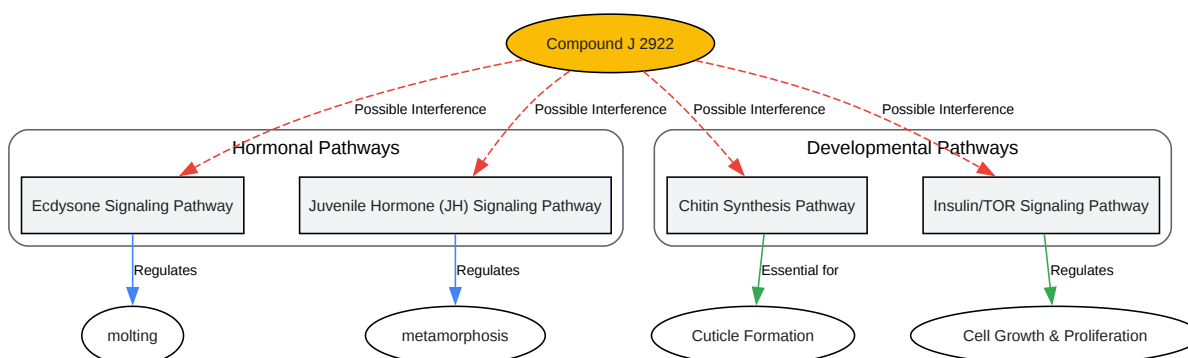 Compound J 2922
Possible Interference
Possible Interference
Possible Interference
Possible Interference
Hormonal Pathways
Developmental Pathways
Ecdysone Signaling Pathway
Juvenile Hormone (JH) Signaling Pathway
Chitin Synthesis Pathway
Insulin/TOR Signaling Pathway
Regulates
Regulates
Essential for
Regulates
molting
metamorphosis
Cuticle Formation
Cell Growth & Proliferation